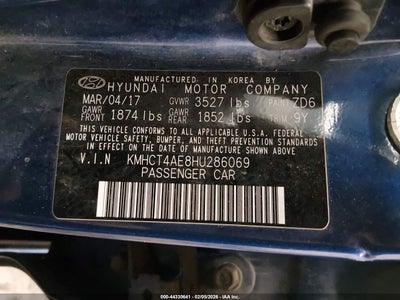 MANUFACTURED IN KOREA BY
HYUNDAI MOTOR COMPANY
MAR/04/17 GVWR 3527 lbs PAINT ZD6
GAWR FRONT 1874 lbs GAWR REAR 1852 lbs TRIM 9Y
THIS VEHICLE CONFORMS TO ALL APPLICABLE U.S.A. FEDERAL
MOTOR VEHICLE SAFETY, BUMPER, AND THEFT PREVENTION
STANDARDS IN EFFECT ON THE DATE OF MANUFACTURE SHOWN ABOVE.
V.I.N KMHCT4AE8HU286069
PASSENGER CAR
000-44330641 - 02/09/2026 - IAA Inc.